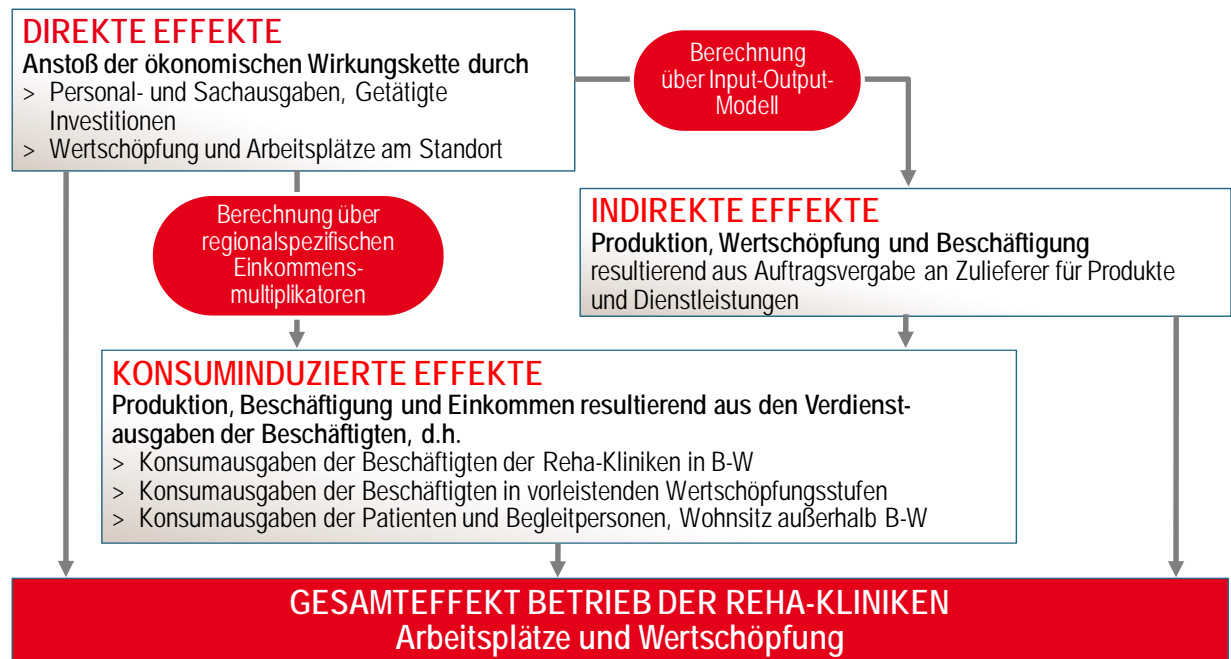 DIREKTE EFFEKTE
Anstoß der ökonomischen Wirkungskette durch
> Personal- und Sachausgaben, Getätigte
Investitionen
> Wertschöpfung und Arbeitsplätze am Standort
Berechnung
über Input-Output-
Modell
Berechnung über
regionalspezifischen
Einkommens-
multiplikatoren
INDIREKTE EFFEKTE
Produktion, Wertschöpfung und Beschäftigung
resultierend aus Auftragsvergabe an Zulieferer für Produkte
und Dienstleistungen
KONSUMINDUZIERTE EFFEKTE
Produktion, Beschäftigung und Einkommen resultierend aus den Verdienst-
ausgaben der Beschäftigten, d.h.
> Konsumausgaben der Beschäftigten der Reha-Kliniken in B-W
> Konsumausgaben der Beschäftigten in vorleistenden Wertschöpfungsstufen
> Konsumausgaben der Patienten und Begleitpersonen, Wohnsitz außerhalb B-W
GESAMTEFFEKT BETRIEB DER REHA-KLINIKEN
Arbeitsplätze und Wertschöpfung